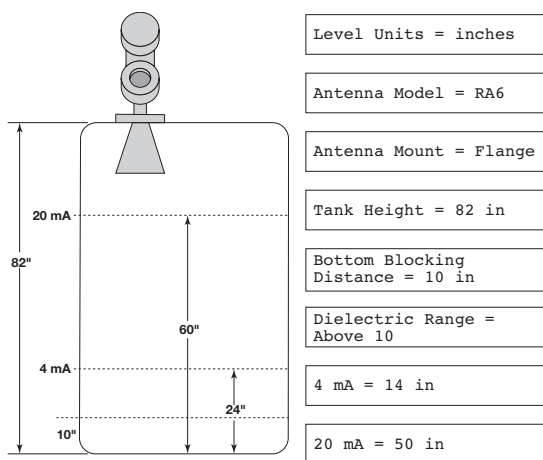 Level Units = inches
Antenna Model = RA6
Antenna Mount = Flange
Tank Height = 82 in
Bottom Blocking
Distance = 10 in
Dielectric Range =
Above 10
4 mA = 14 in
20 mA = 50 in
20 mA
82"
60"
4 mA
24"
10"